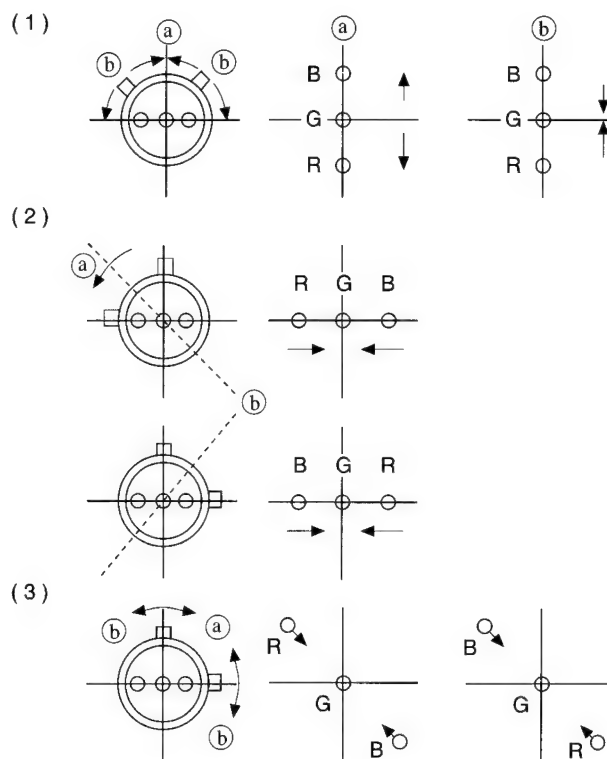 (1)
ⓐ ⓐ ⓑ
ⓑ ⓑ B B
G G
R R
(2)
ⓐ R G B
ⓑ
B G R
(3)
ⓑ ⓐ R B
G G
ⓑ B R